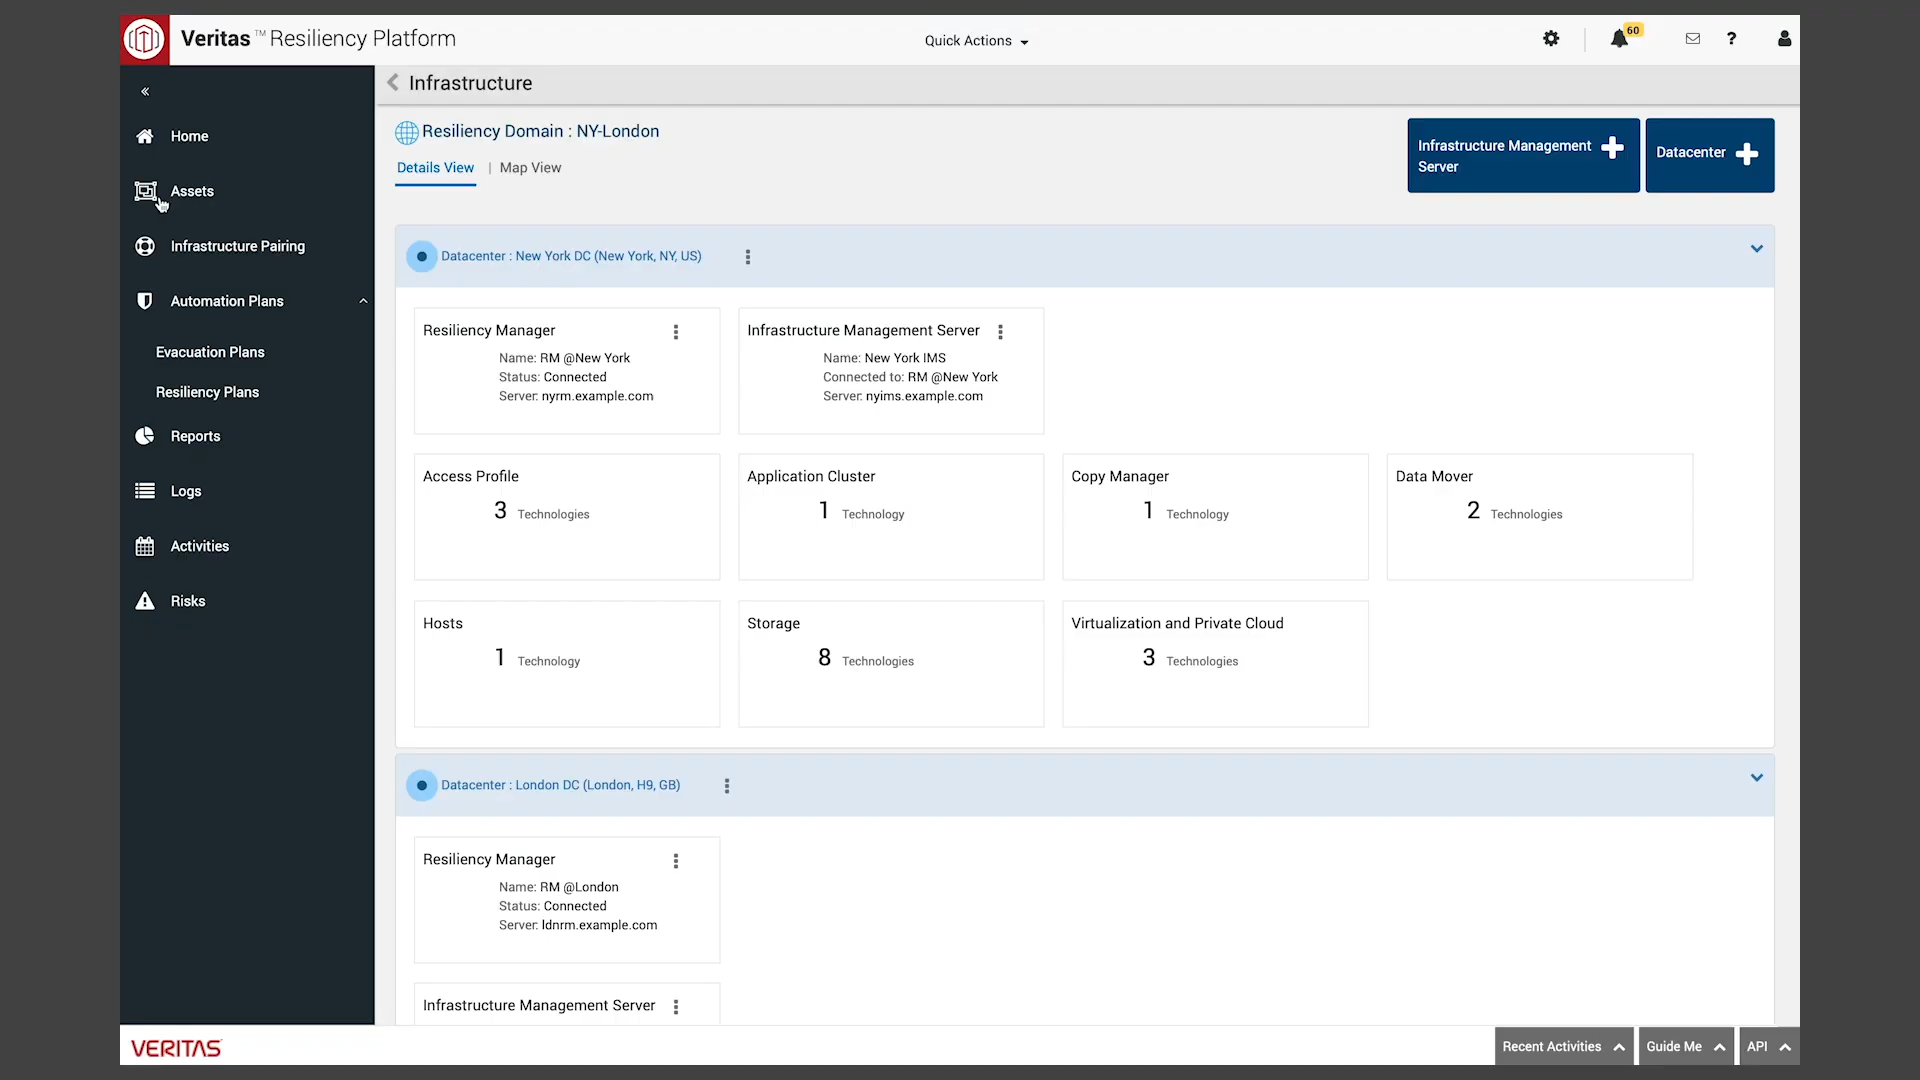 Veritas™ Resiliency Platform
Quick Actions
60
?
«
Infrastructure
Home
Assets
Infrastructure Pairing
Automation Plans
Evacuation Plans
Resiliency Plans
Reports
Logs
Activities
Risks
Resiliency Domain : NY-London
Details View | Map View
Infrastructure Management
Server
Datacenter
Datacenter : New York DC (New York, NY, US)
Resiliency Manager
Name: RM @New York
Status: Connected
Server: nyrm.example.com
Infrastructure Management Server
Name: New York IMS
Connected to: RM @New York
Server: nyims.example.com
Access Profile
3 Technologies
Application Cluster
1 Technology
Copy Manager
1 Technology
Data Mover
2 Technologies
Hosts
1 Technology
Storage
8 Technologies
Virtualization and Private Cloud
3 Technologies
Datacenter : London DC (London, H9, GB)
Resiliency Manager
Name: RM @London
Status: Connected
Server: ldnrm.example.com
Infrastructure Management Server
VERITAS
Recent Activities
Guide Me
API